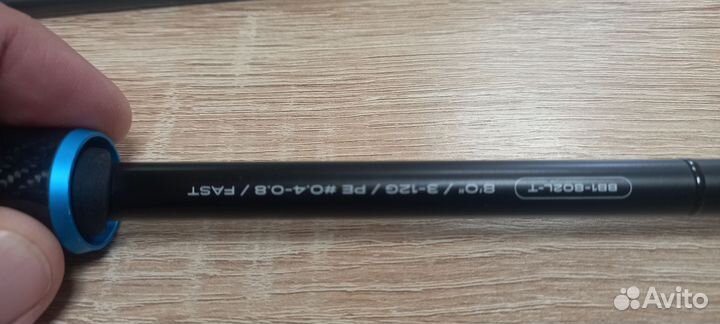 BB1-802L-T 8'0" / 3-12G / PE #0.4-0.8 / FAST
Avito